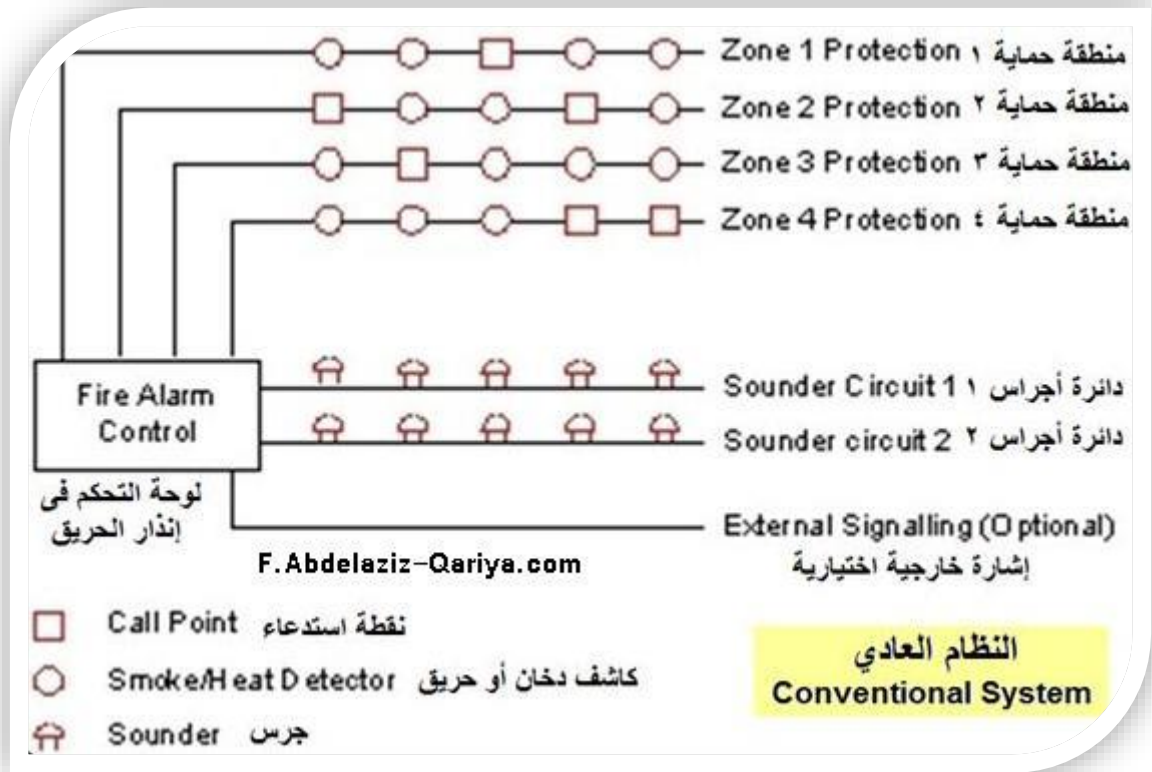 Zone 1 Protection منطقة حماية ١
Zone 2 Protection منطقة حماية ٢
Zone 3 Protection منطقة حماية ٣
Zone 4 Protection منطقة حماية ٤
Fire Alarm
Control
لوحة التحكم فى
إنذار الحريق
Sounder Circuit 1 دائرة أجراس ١
Sounder circuit 2 دائرة أجراس ٢
External Signalling (Optional)
إشارة خارجية اختيارية
F.Abdelaziz-Qariya.com
Call Point نقطة استدعاء
Smoke/Heat Detector كاشف دخان أو حريق
Sounder جرس
النظام العادي
Conventional System